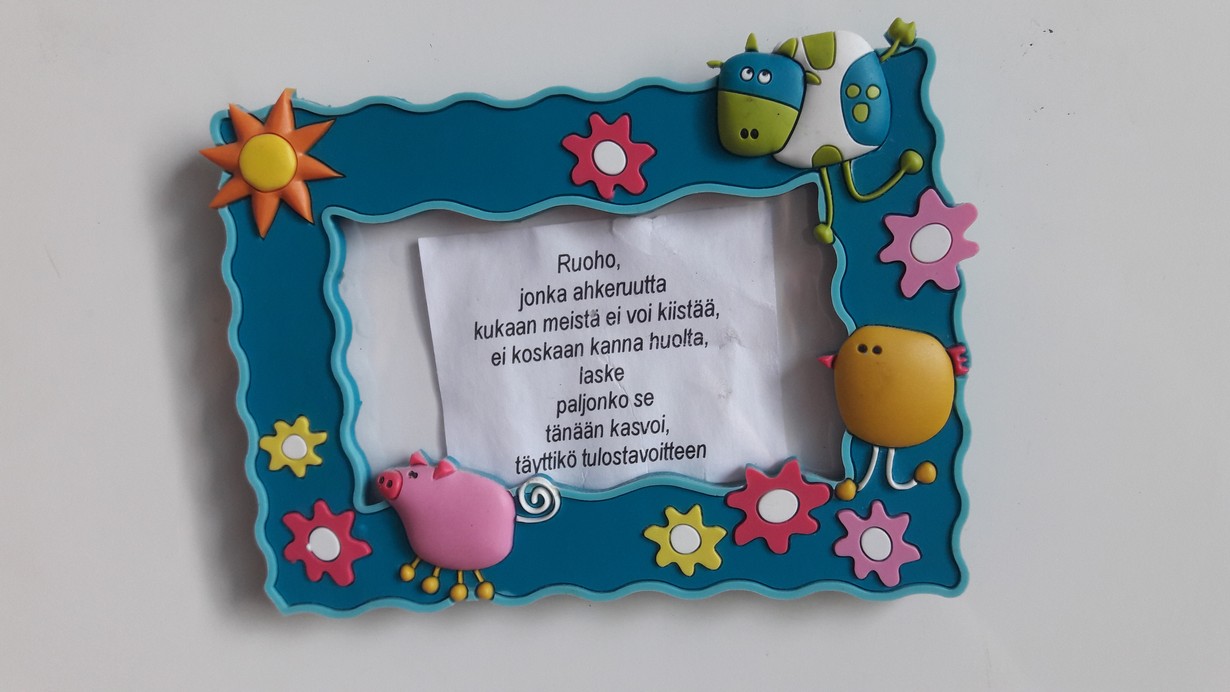 Ruoho,
jonka ahkeruutta
kukaan meistä ei voi kiistää,
ei koskaan kanna huolta,
laske
paljonko se
tänään kasvoi,
täyttikö tulostavoitteen